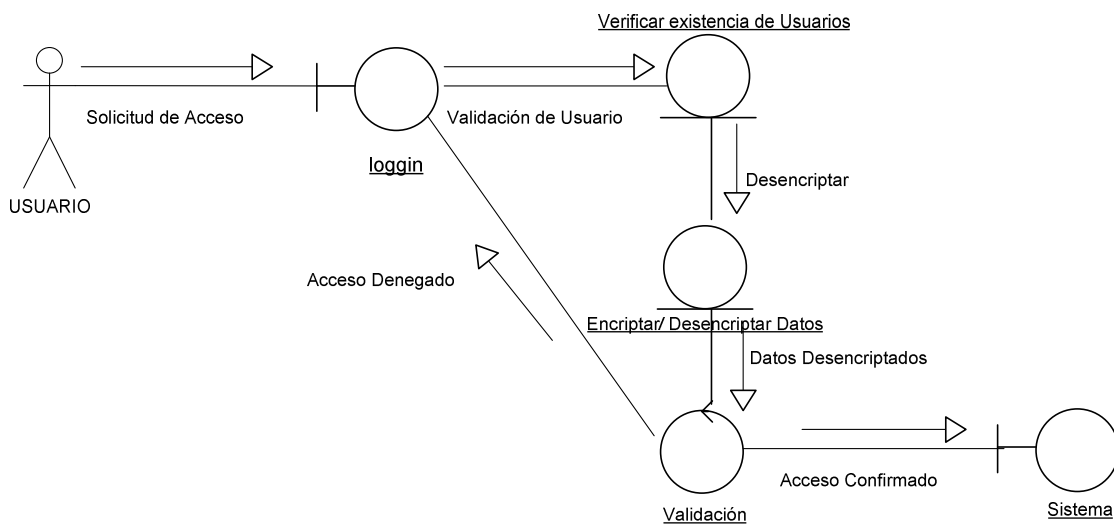 Verificar existencia de Usuarios
Solicitud de Acceso
Validación de Usuario
loggin
USUARIO
Desencriptar
Acceso Denegado
Encriptar/ Desencriptar Datos
Datos Desencriptados
Acceso Confirmado
Validación
Sistema